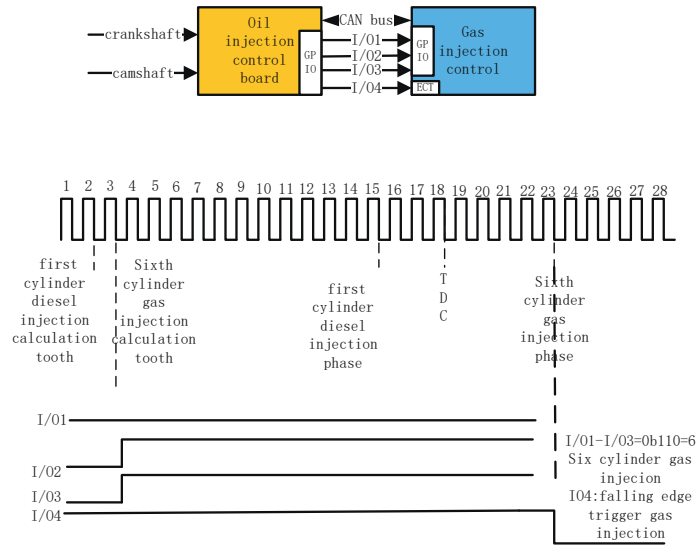 crankshaft
camshaft
Oil
injection
control
board
GP
IO
CAN bus
I/O1
I/O2
I/O3
I/O4
GP
IO
ECT
Gas
injection
control
1 2 3 4 5 6 7 8 9 10 11 12 13 14 15 16 17 18 19 20 21 22 23 24 25 26 27 28
first
cylinder
diesel
injection
calculation
tooth
Sixth
cylinder
gas
injection
calculation
tooth
first
cylinder
diesel
injection
phase
T
D
C
Sixth
cylinder
gas
injection
phase
I/O1
I/O2
I/O3
I/O4
I/O1-I/O3=0b110=6
Six cylinder gas
injecion
IO4:falling edge
trigger gas
injection